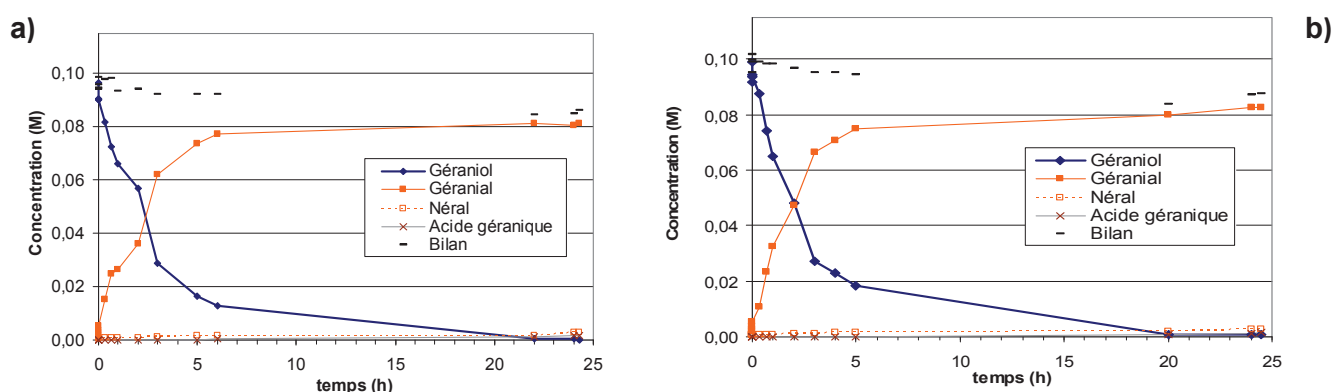 a)
Concentration (M)
0,10
0,08
0,06
0,04
0,02
0,00
0
5
10
15
20
25
temps (h)
Géraniol
Géranial
Néral
Acide géranique
Bilan
b)
Concentration (M)
0,10
0,08
0,06
0,04
0,02
0,00
0
5
10
15
20
25
temps (h)
Géraniol
Géranial
Néral
Acide géranique
Bilan